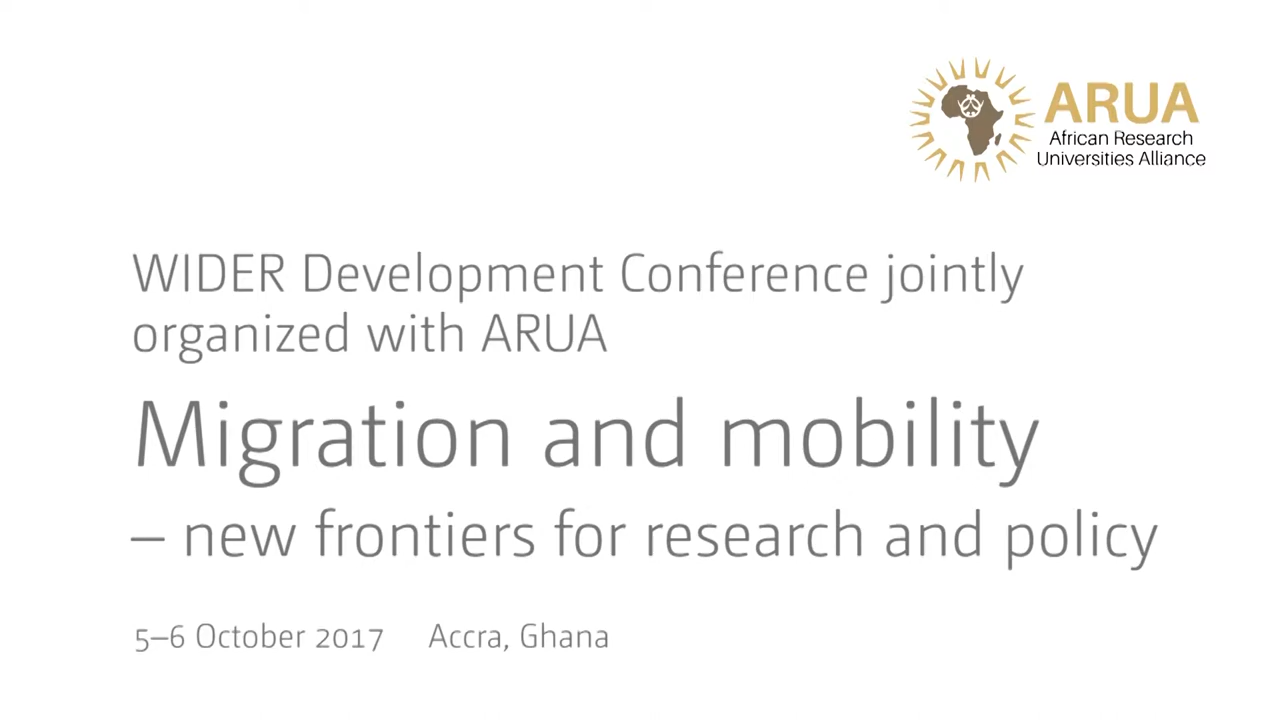 ARUA
African Research
Universities Alliance
WIDER Development Conference jointly
organized with ARUA
Migration and mobility
– new frontiers for research and policy
5–6 October 2017 Accra, Ghana